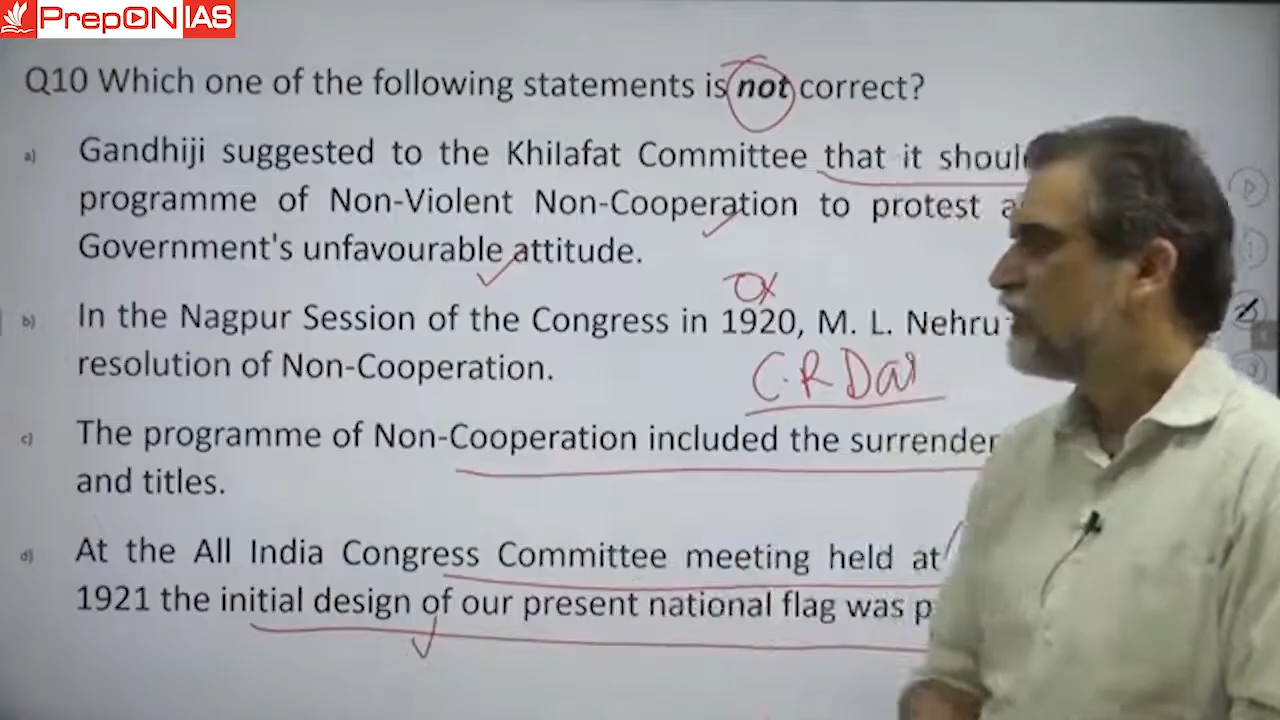 PrepON IAS
Q10 Which one of the following statements is not correct?
a) Gandhiji suggested to the Khilafat Committee that it
programme of Non-Violent Non-Cooperation to protest
Government's unfavourable attitude.
b) In the Nagpur Session of the Congress in 1920, M. L. Nehru
C.R Das
resolution of Non-Cooperation.
c) The programme of Non-Cooperation included the surrender
and titles.
d) At the All India Congress Committee meeting held at
1921 the initial design of our present national flag was